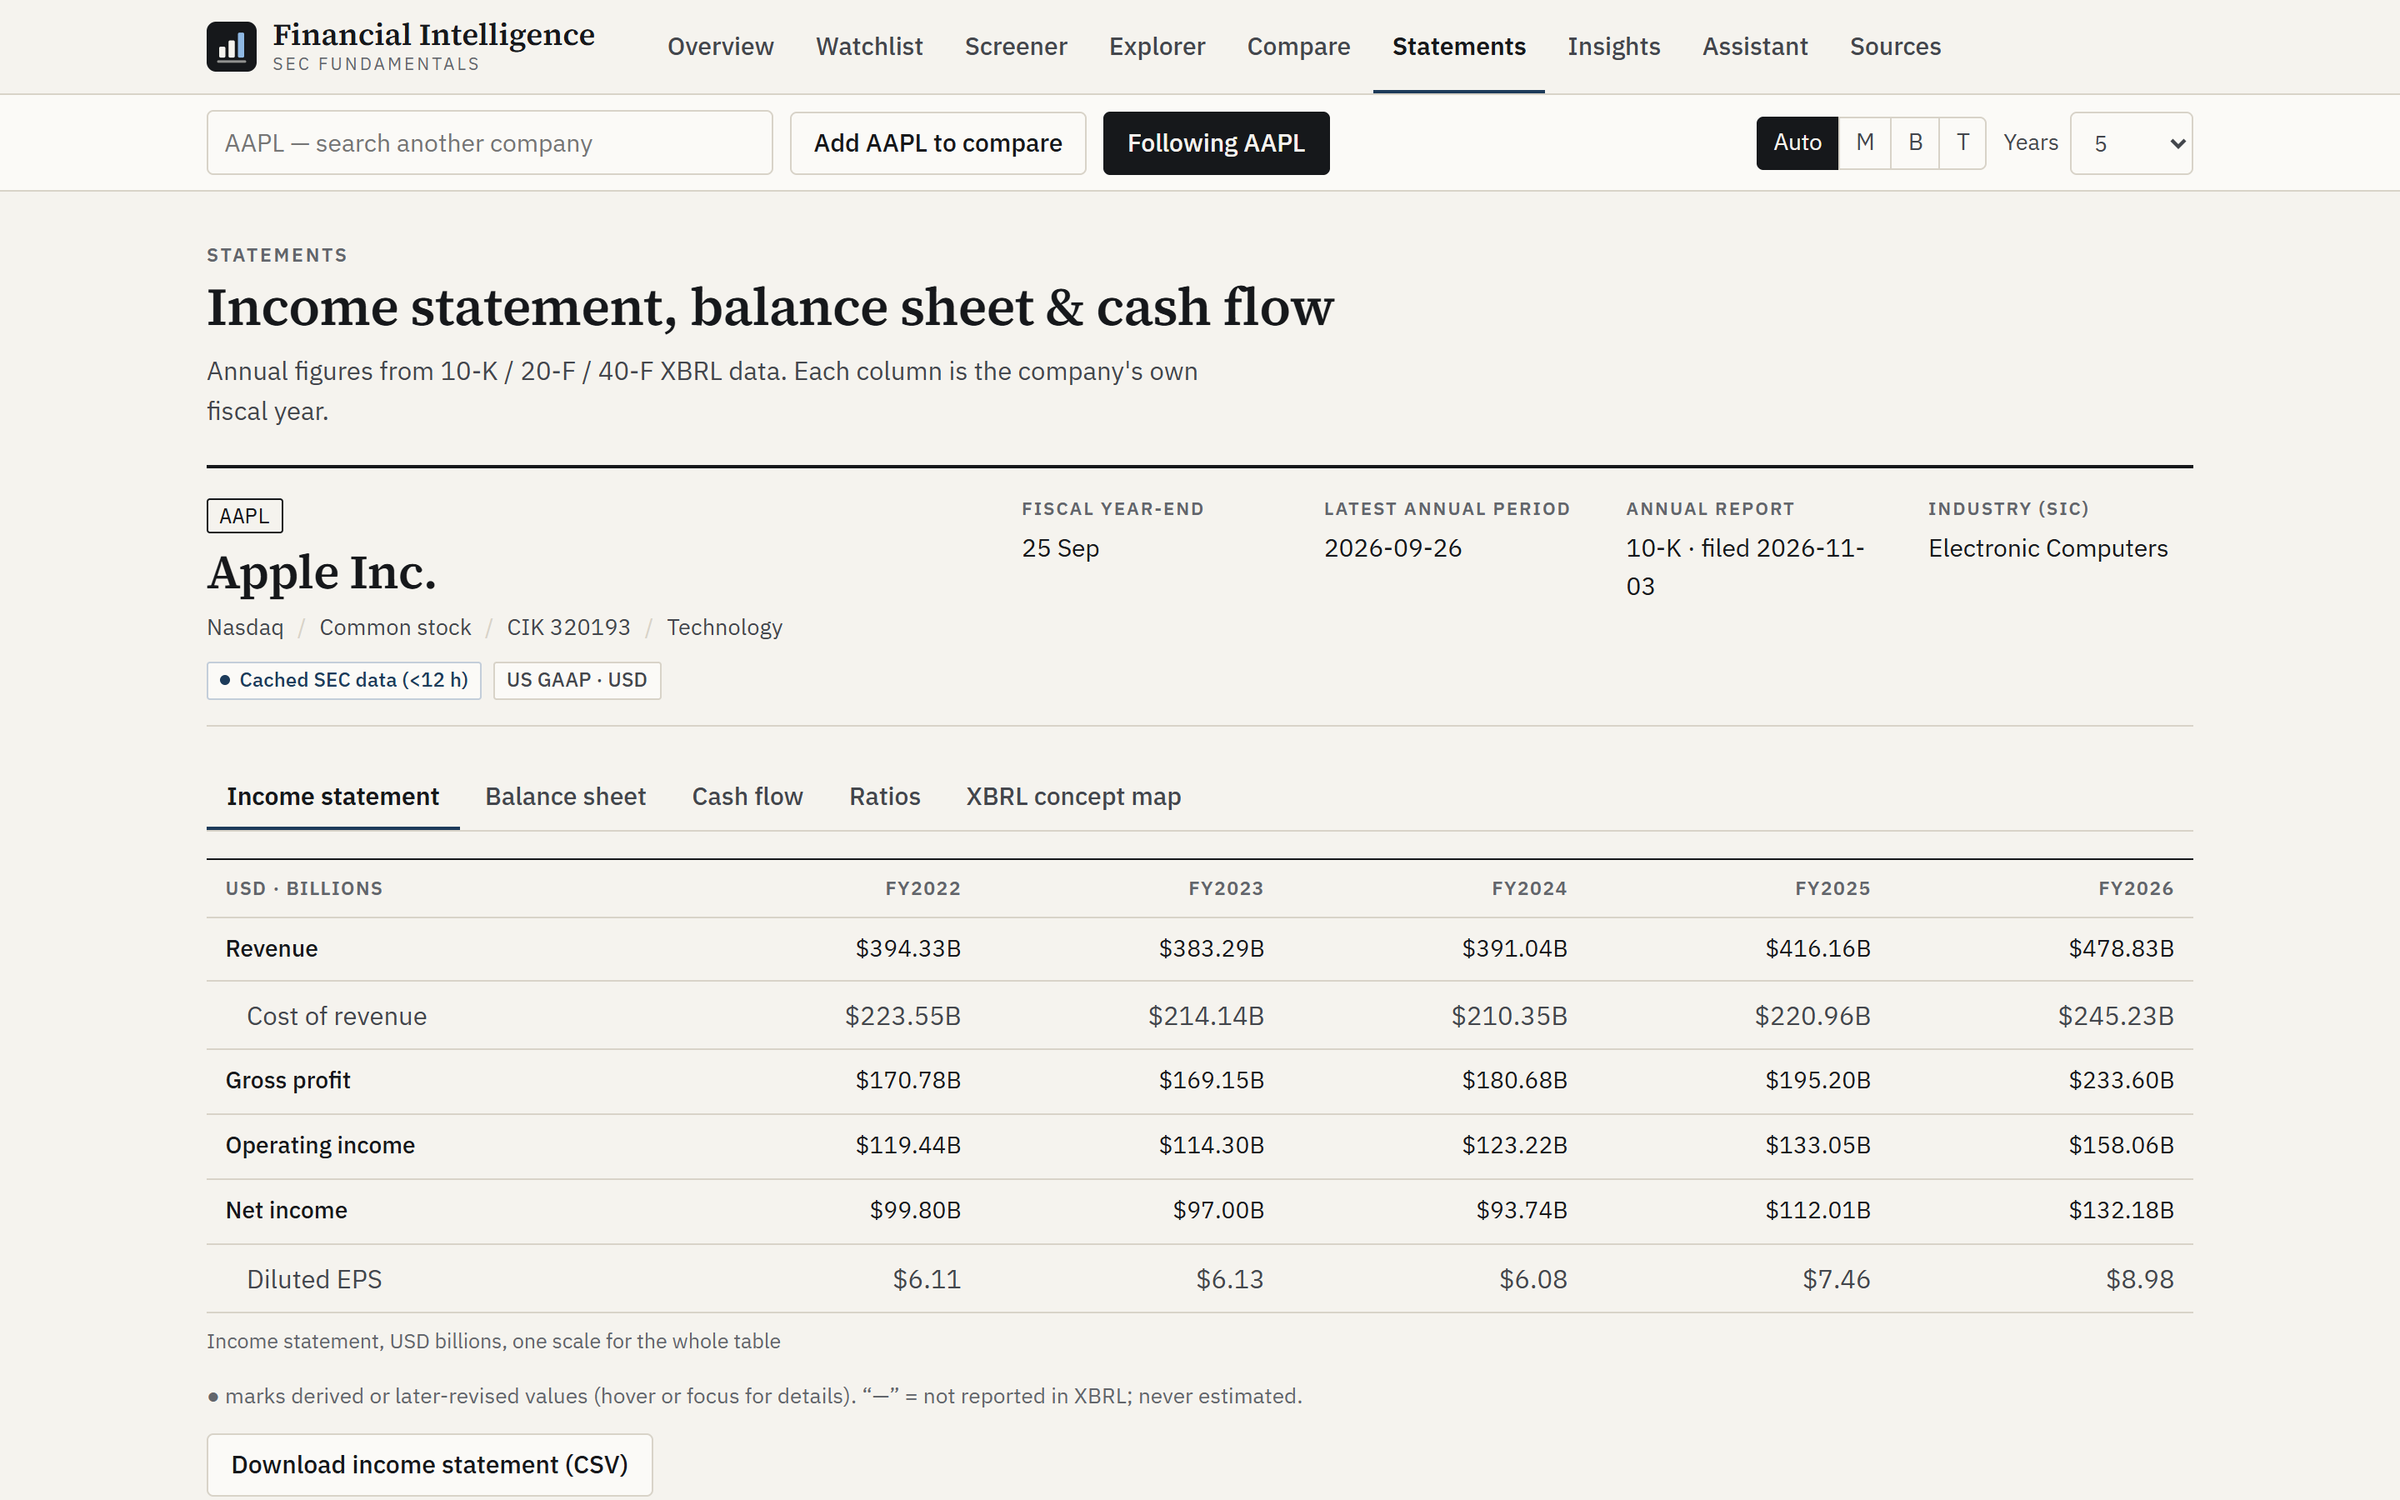 Financial Intelligence
SEC FUNDAMENTALS
Overview Watchlist Screener Explorer Compare Statements Insights Assistant Sources
AAPL — search another company Add AAPL to compare Following AAPL Auto M B T Years 5
STATEMENTS
Income statement, balance sheet & cash flow
Annual figures from 10-K / 20-F / 40-F XBRL data. Each column is the company's own
fiscal year.
AAPL
Apple Inc.
Nasdaq / Common stock / CIK 320193 / Technology
Cached SEC data (<12 h) US GAAP · USD
FISCAL YEAR-END
25 Sep
LATEST ANNUAL PERIOD
2026-09-26
ANNUAL REPORT
10-K · filed 2026-11-
03
INDUSTRY (SIC)
Electronic Computers
Income statement Balance sheet Cash flow Ratios XBRL concept map
USD · BILLIONS FY2022 FY2023 FY2024 FY2025 FY2026
Revenue $394.33B $383.29B $391.04B $416.16B $478.83B
Cost of revenue $223.55B $214.14B $210.35B $220.96B $245.23B
Gross profit $170.78B $169.15B $180.68B $195.20B $233.60B
Operating income $119.44B $114.30B $123.22B $133.05B $158.06B
Net income $99.80B $97.00B $93.74B $112.01B $132.18B
Diluted EPS $6.11 $6.13 $6.08 $7.46 $8.98
Income statement, USD billions, one scale for the whole table
● marks derived or later-revised values (hover or focus for details). “—” = not reported in XBRL; never estimated.
Download income statement (CSV)